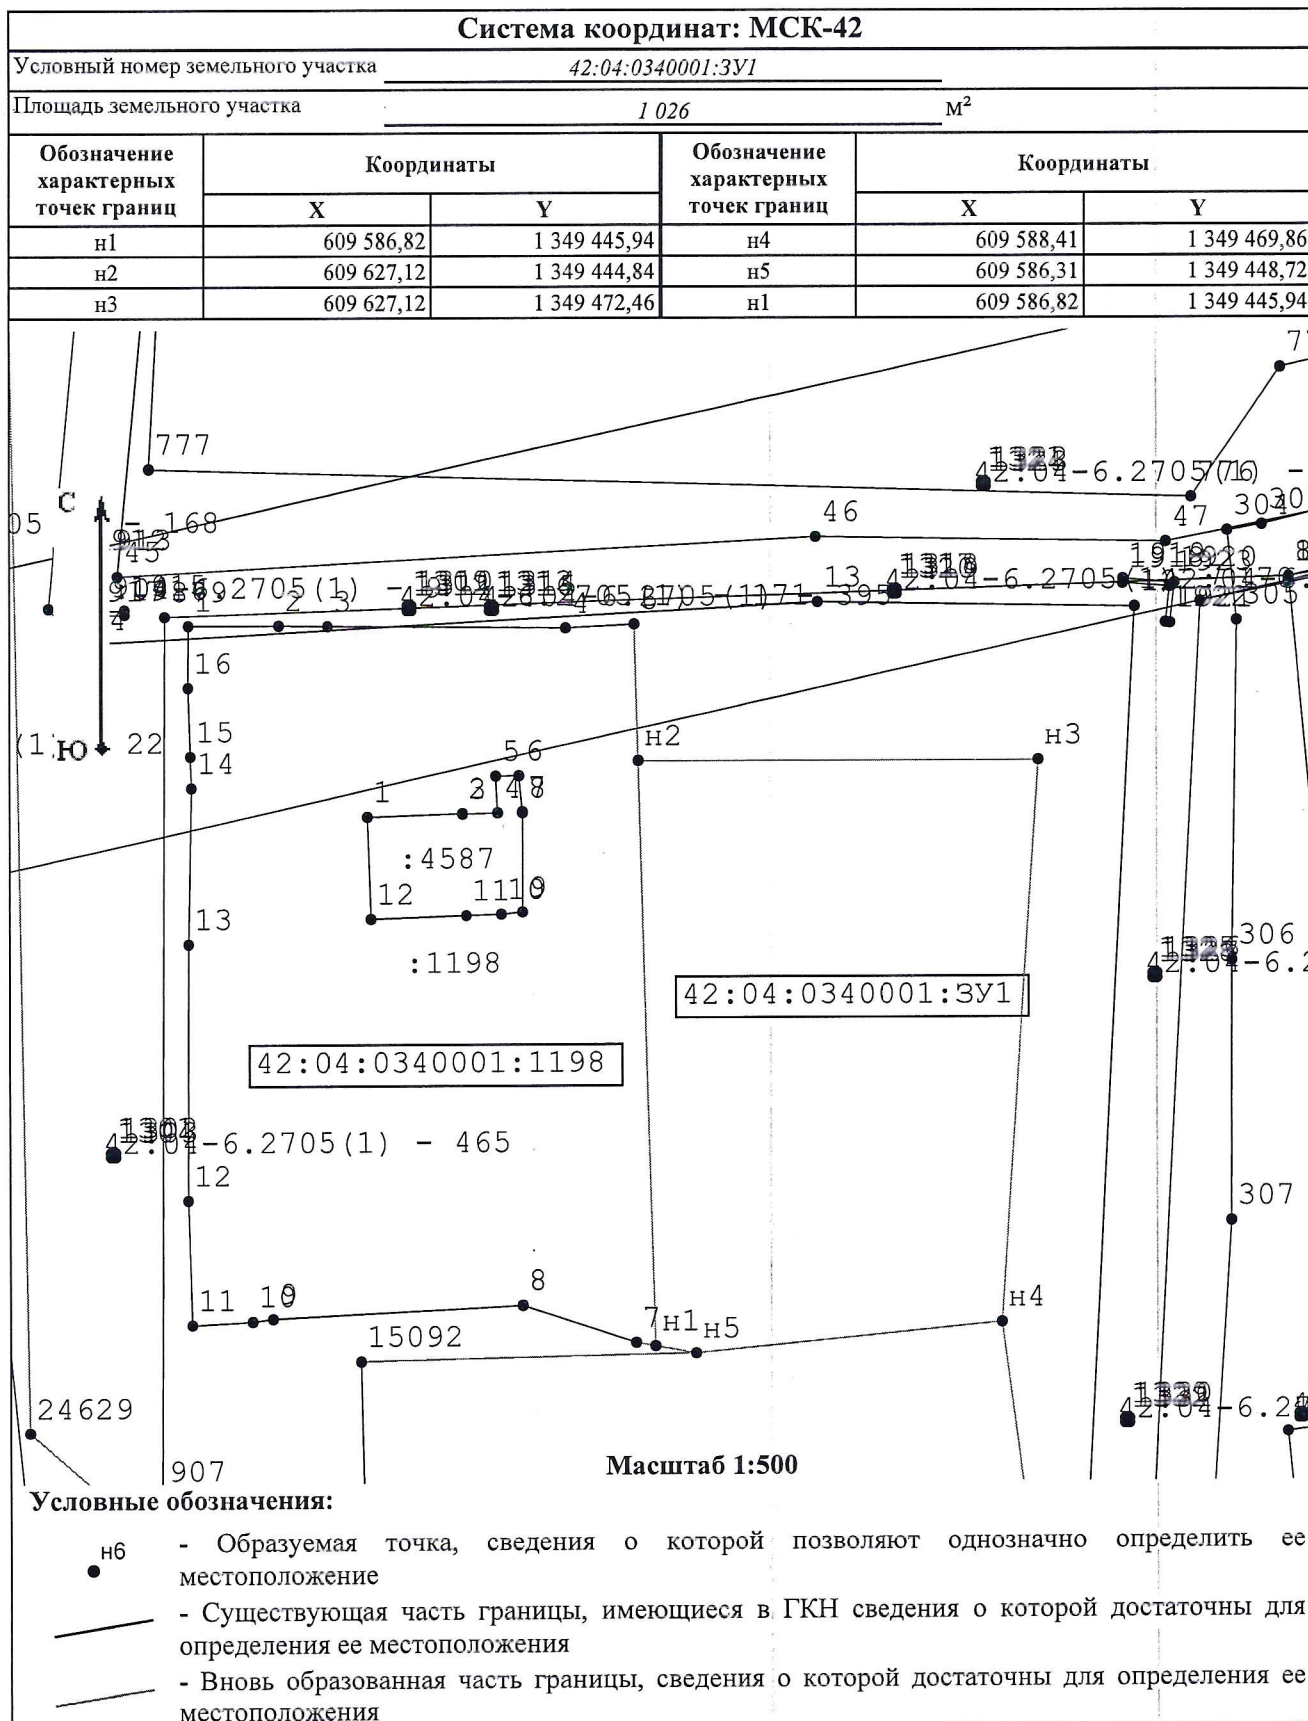 Система координат: МСК-42
Условный номер земельного участка 42:04:0340001:ЗУ1
Площадь земельного участка 1 026 м²
Обозначение характерных точек границ Координаты Обозначение характерных точек границ Координаты
X Y X Y
н1 609 586,82 1 349 445,94 н4 609 588,41 1 349 469,86
н2 609 627,12 1 349 444,84 н5 609 586,31 1 349 448,72
н3 609 627,12 1 349 472,46 н1 609 586,82 1 349 445,94
777
С
05
- 168
46
47
304
45
13
1
2
3
4
16
15
14
Ю
22
н2
н3
5 6
1
:4587
12
:1198
13
306
42:04:0340001:ЗУ1
42:04:0340001:1198
42:04-6.2705(1) - 465
12
307
8
н4
11
7
н1
н5
15092
24629
907
Масштаб 1:500
Условные обозначения:
н6
- Образуемая точка, сведения о которой позволяют однозначно определить ее
местоположение
- Существующая часть границы, имеющиеся в ГКН сведения о которой достаточны для
определения ее местоположения
- Вновь образованная часть границы, сведения о которой достаточны для определения ее
местоположения